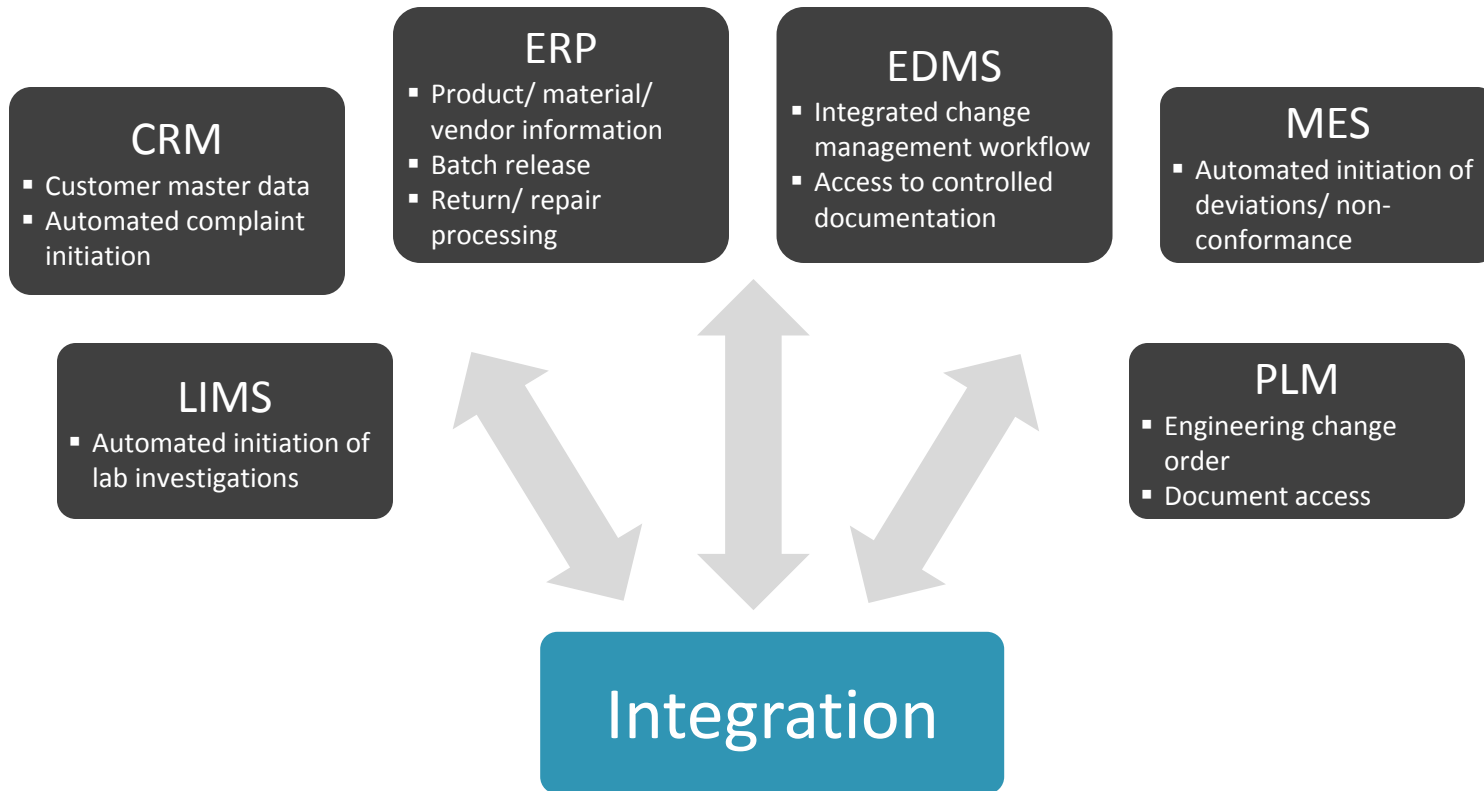 CRM
▪ Customer master data
▪ Automated complaint
initiation
ERP
▪ Product/ material/
vendor information
▪ Batch release
▪ Return/ repair
processing
EDMS
▪ Integrated change
management workflow
▪ Access to controlled
documentation
MES
▪ Automated initiation of
deviations/ non-
conformance
LIMS
▪ Automated initiation of
lab investigations
PLM
▪ Engineering change
order
▪ Document access
Integration